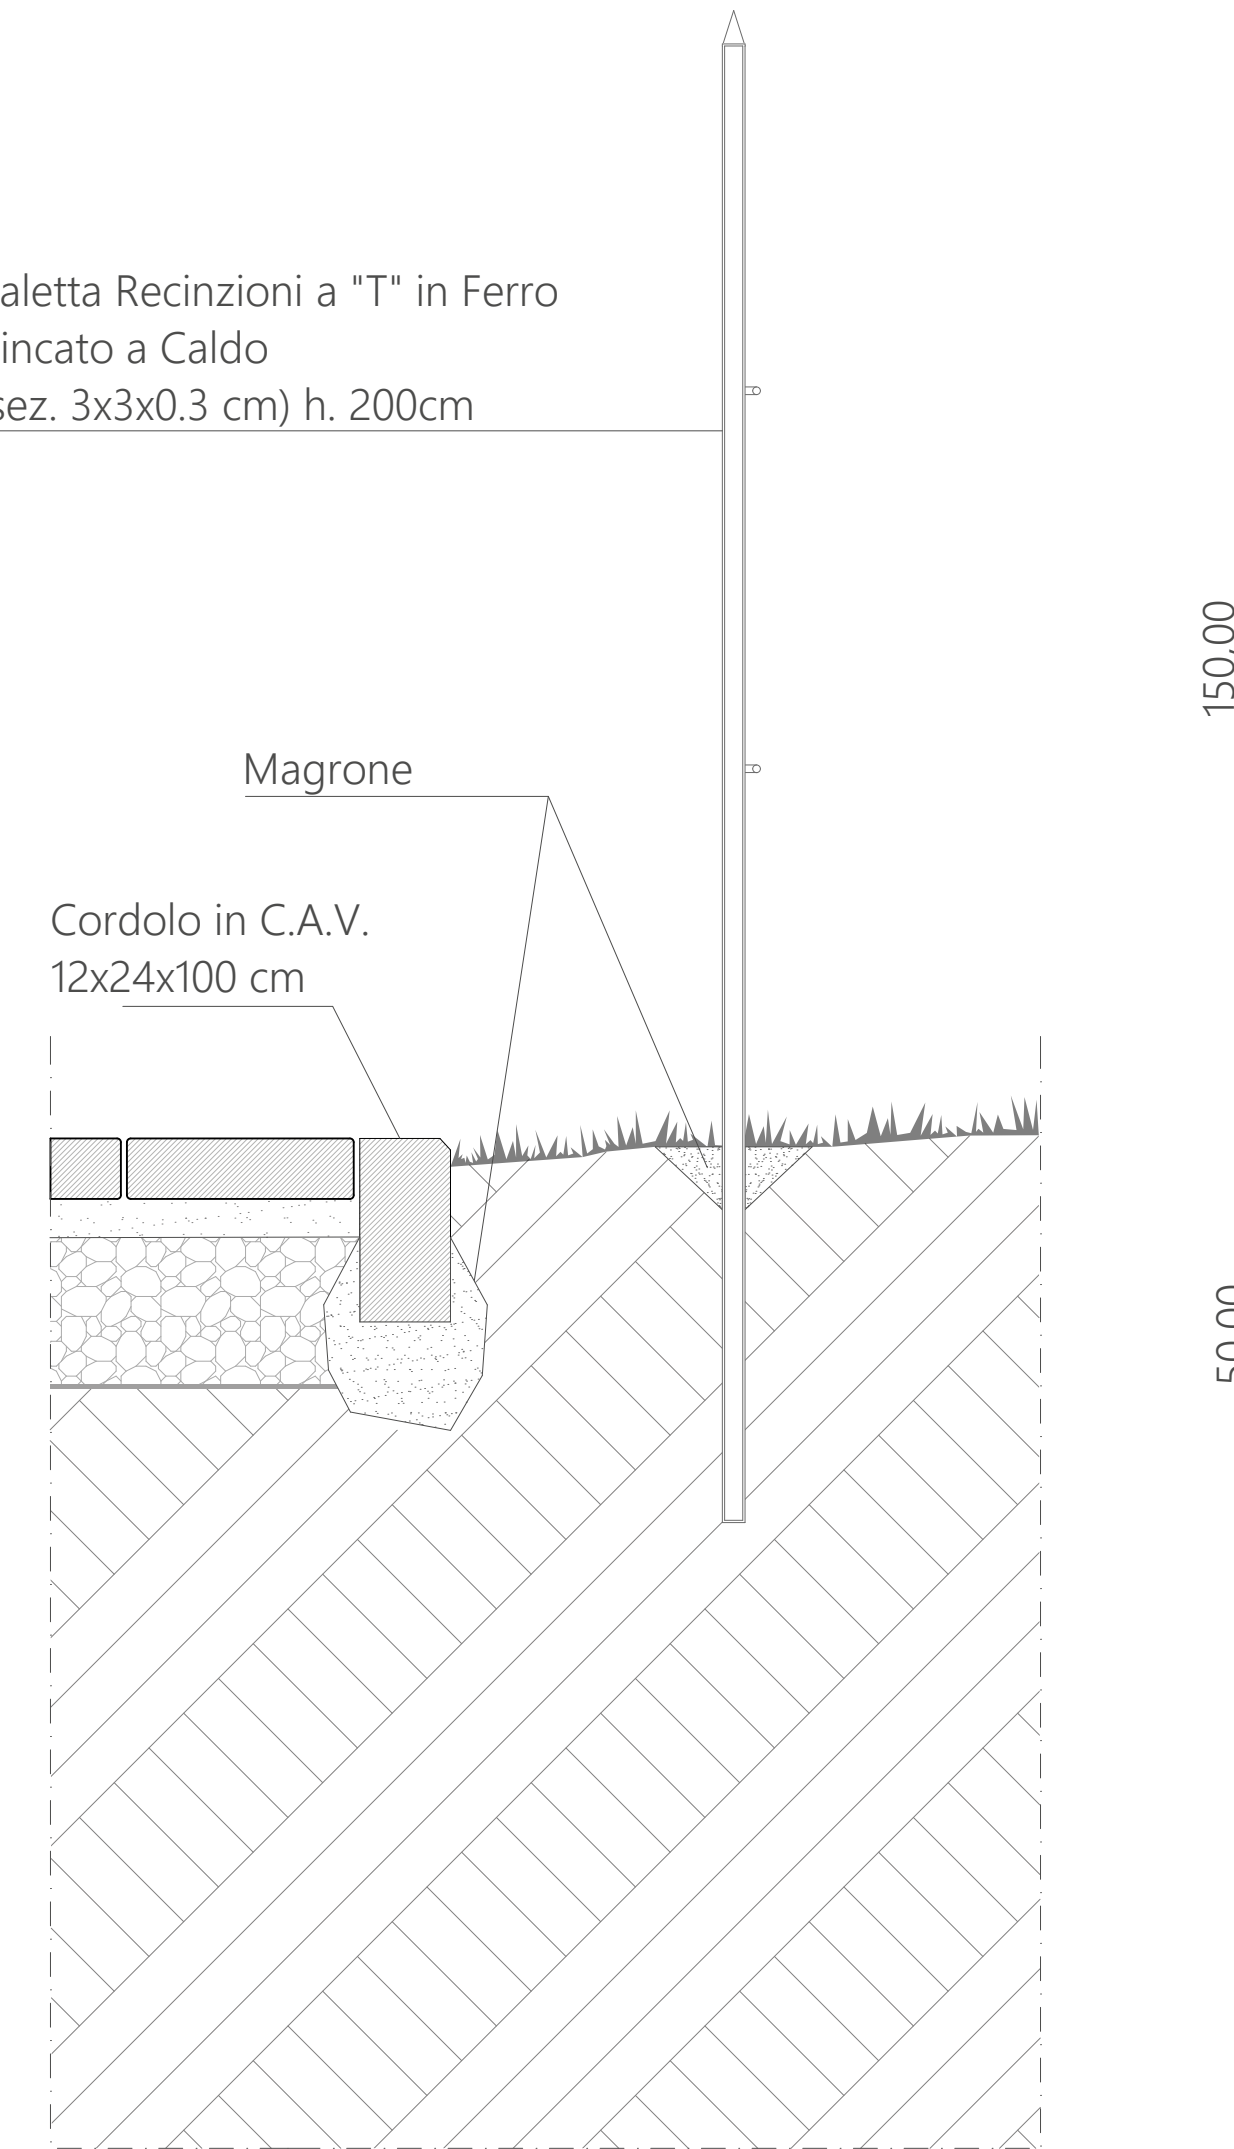 aletta Recinzioni a "T" in Ferro
incato a Caldo
sez. 3x3x0.3 cm) h. 200cm
150,00
Magrone
Cordolo in C.A.V.
12x24x100 cm
50,00